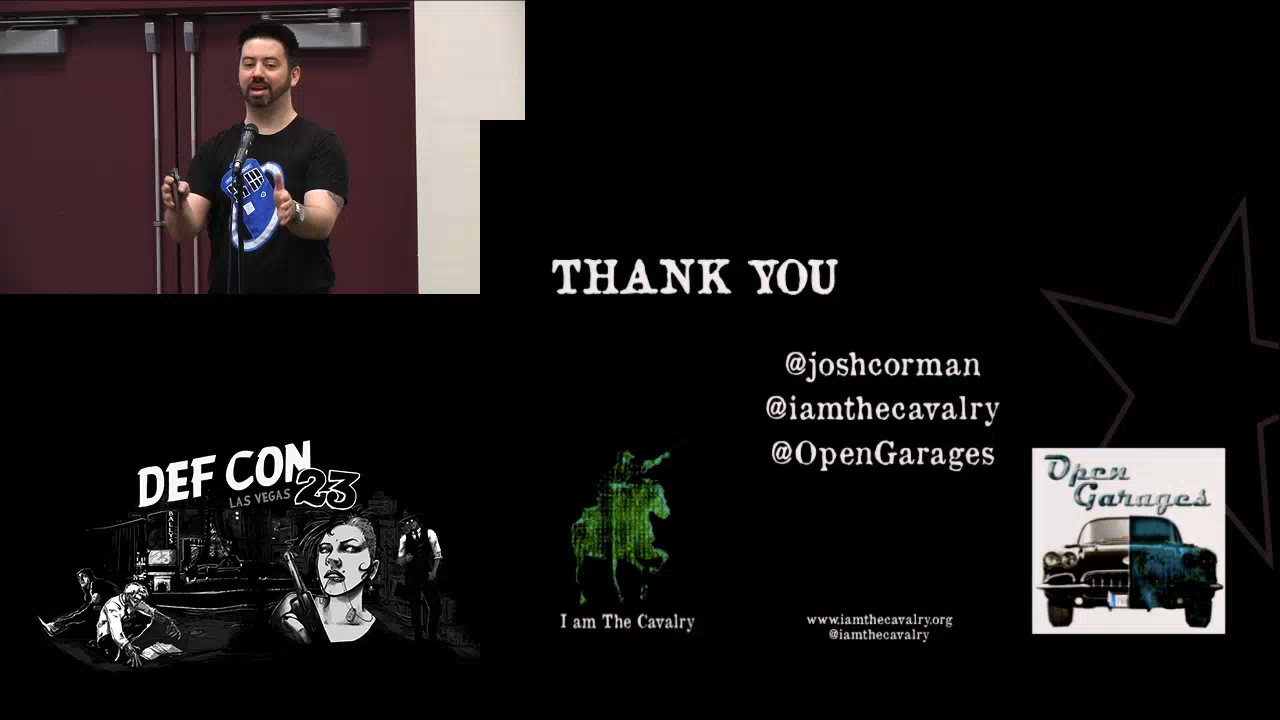 THANK YOU
@joshcorman
@iamthecavalry
@OpenGarages
DEF CON
LAS VEGAS 23
BALLY'S
I am The Cavalry
www.iamthecavalry.org
@iamthecavalry
Open
Garages